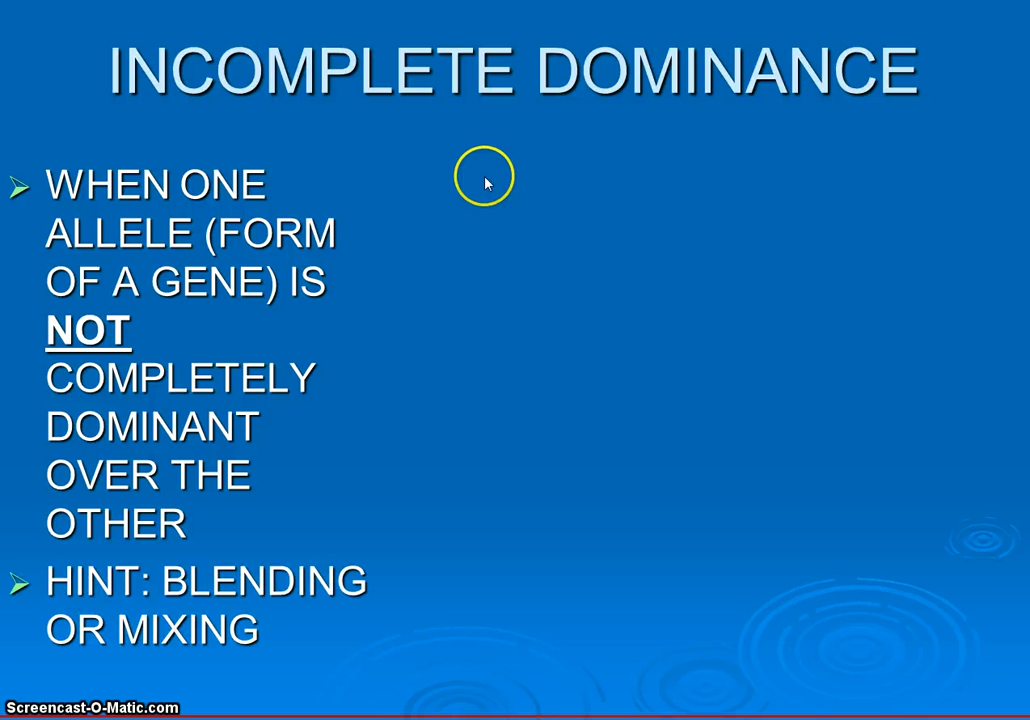 INCOMPLETE DOMINANCE
WHEN ONE
ALLELE (FORM
OF A GENE) IS
NOT
COMPLETELY
DOMINANT
OVER THE
OTHER
HINT: BLENDING
OR MIXING
Screencast-O-Matic.com